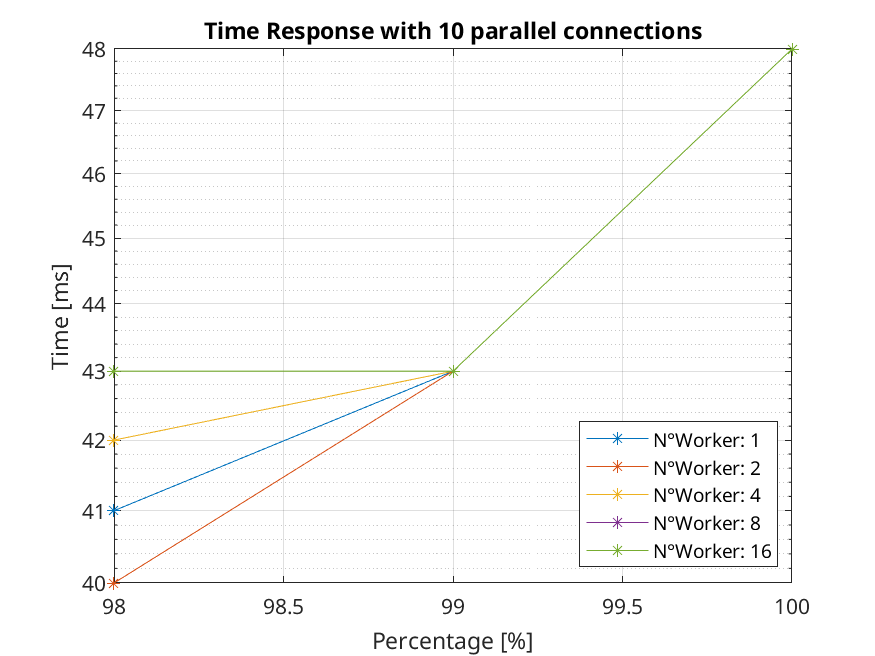 Time Response with 10 parallel connections
48
47
46
45
44
43
42
41
40
Time [ms]
98
98.5
99
99.5
100
Percentage [%]
N°Worker: 1
N°Worker: 2
N°Worker: 4
N°Worker: 8
N°Worker: 16